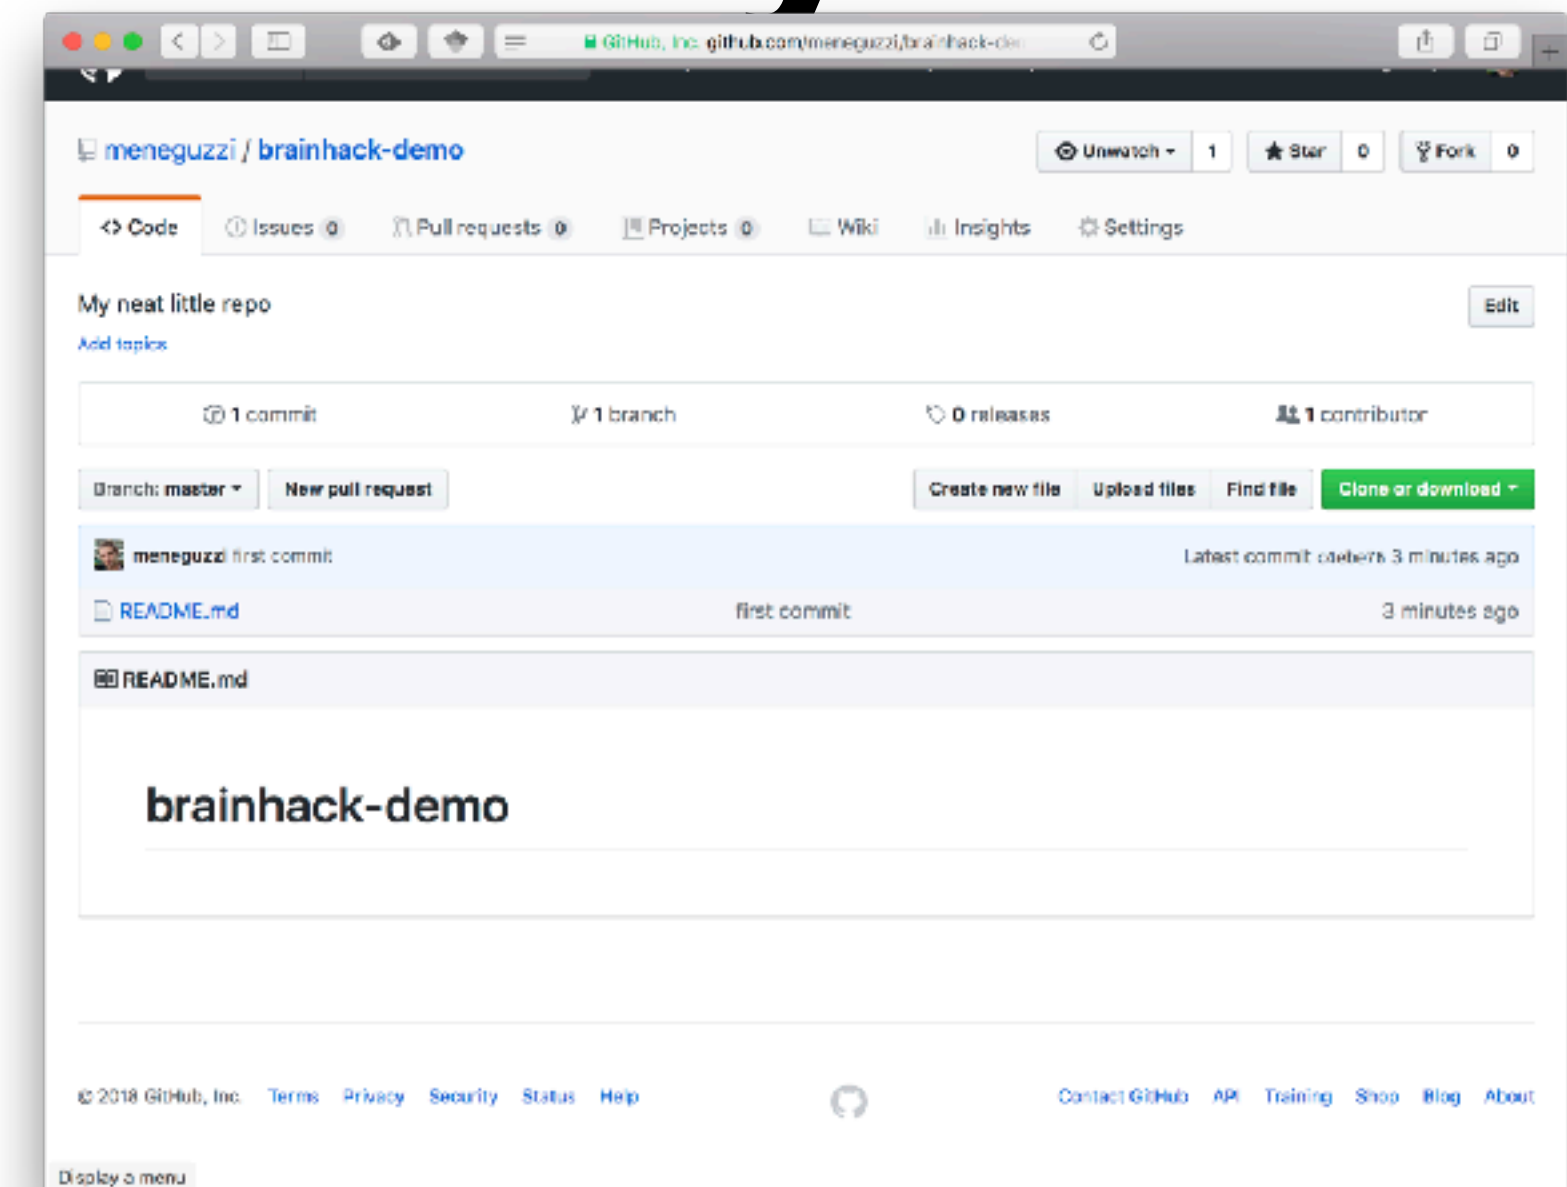 GitHub, Inc. github.com/meneguzzi/brainhack-
meneguzzi / brainhack-demo
Unwatch 1 Star 0 Fork 0
Code Issues 0 Pull requests 0 Projects 0 Wiki Insights Settings
My neat little repo
Edit
Add topics
1 commit 1 branch 0 releases 1 contributor
Branch: master New pull request Create new file Upload files Find file Clone or download
meneguzzi first commit Latest commit 3 minutes ago
README.md first commit 3 minutes ago
README.md
brainhack-demo
© 2018 GitHub, Inc. Terms Privacy Security Status Help Contact GitHub API Training Shop Blog About
Display a menu